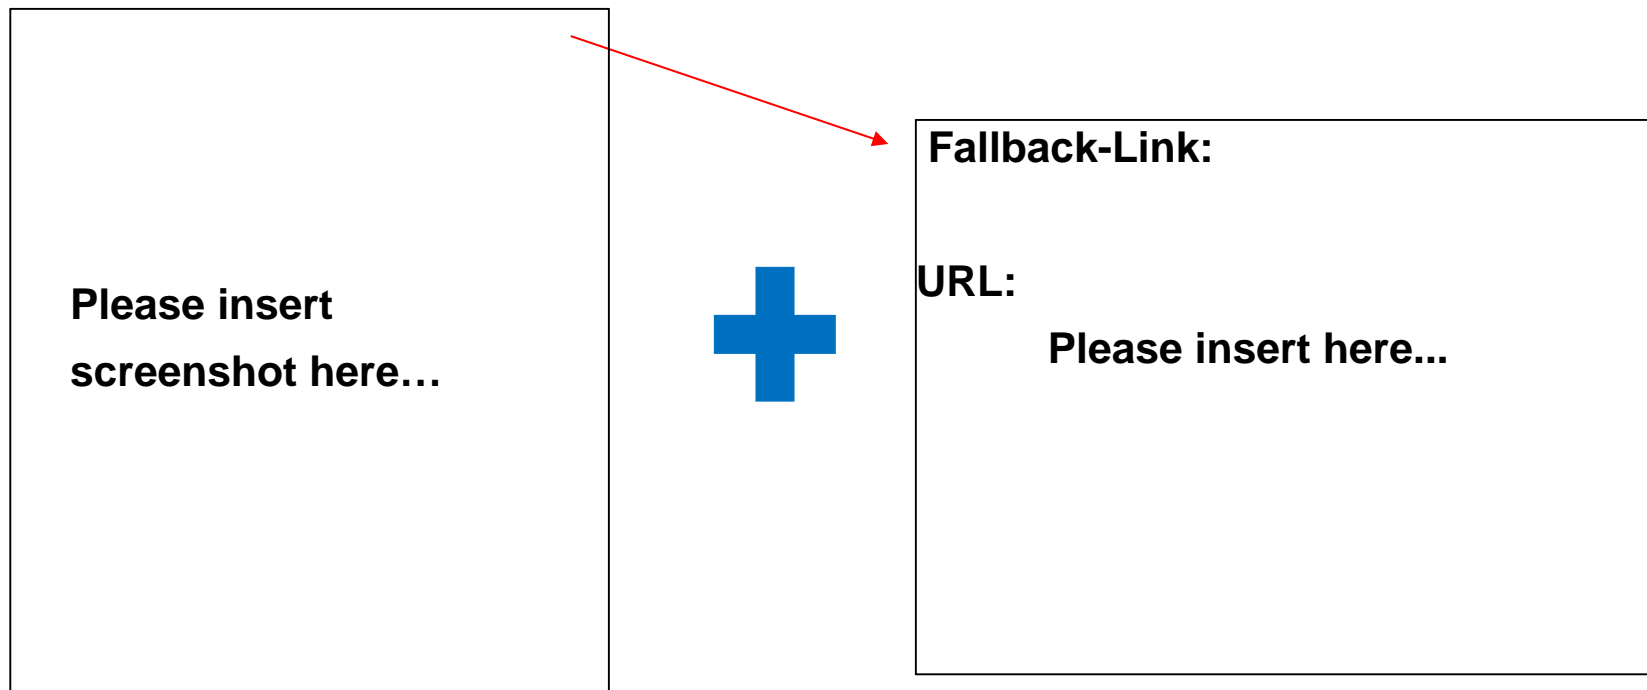 Please insert
screenshot here…
Fallback-Link:
URL:
Please insert here...